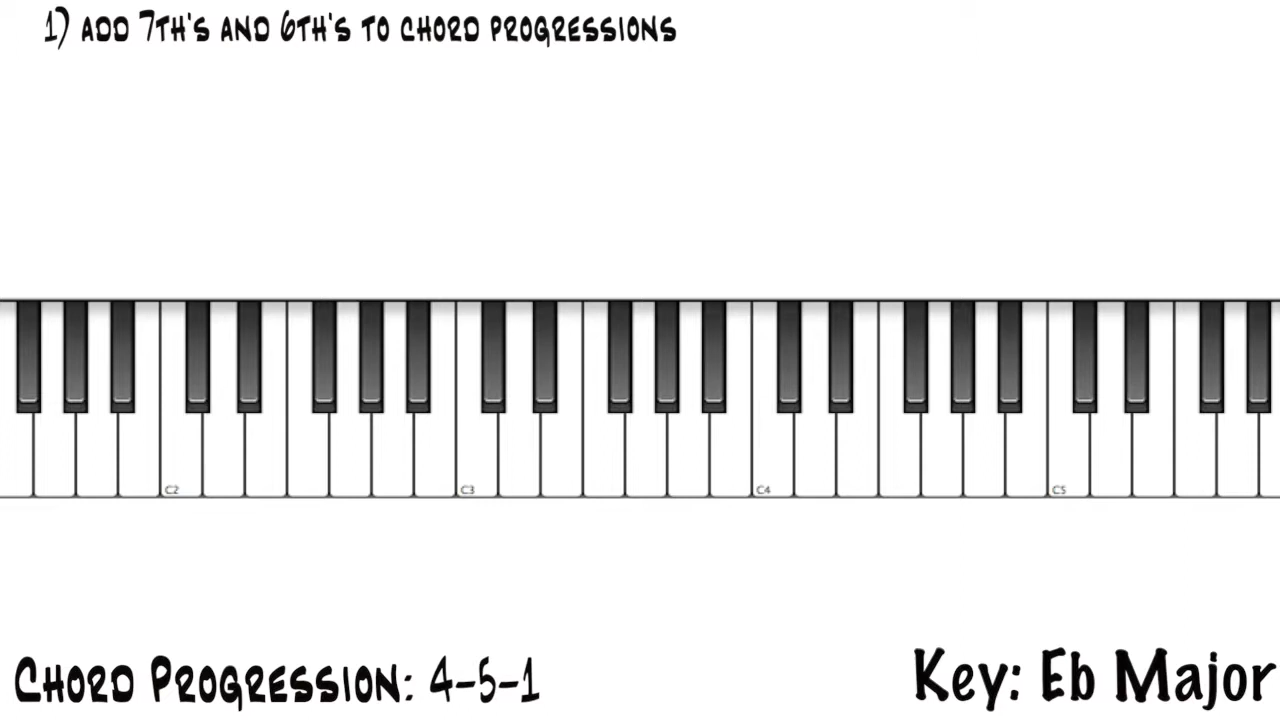 1) ADD 7TH'S AND 6TH'S TO CHORD PROGRESSIONS
C2 C3 C4 C5
CHORD PROGRESSION: 4-5-1
Key: Eb Major